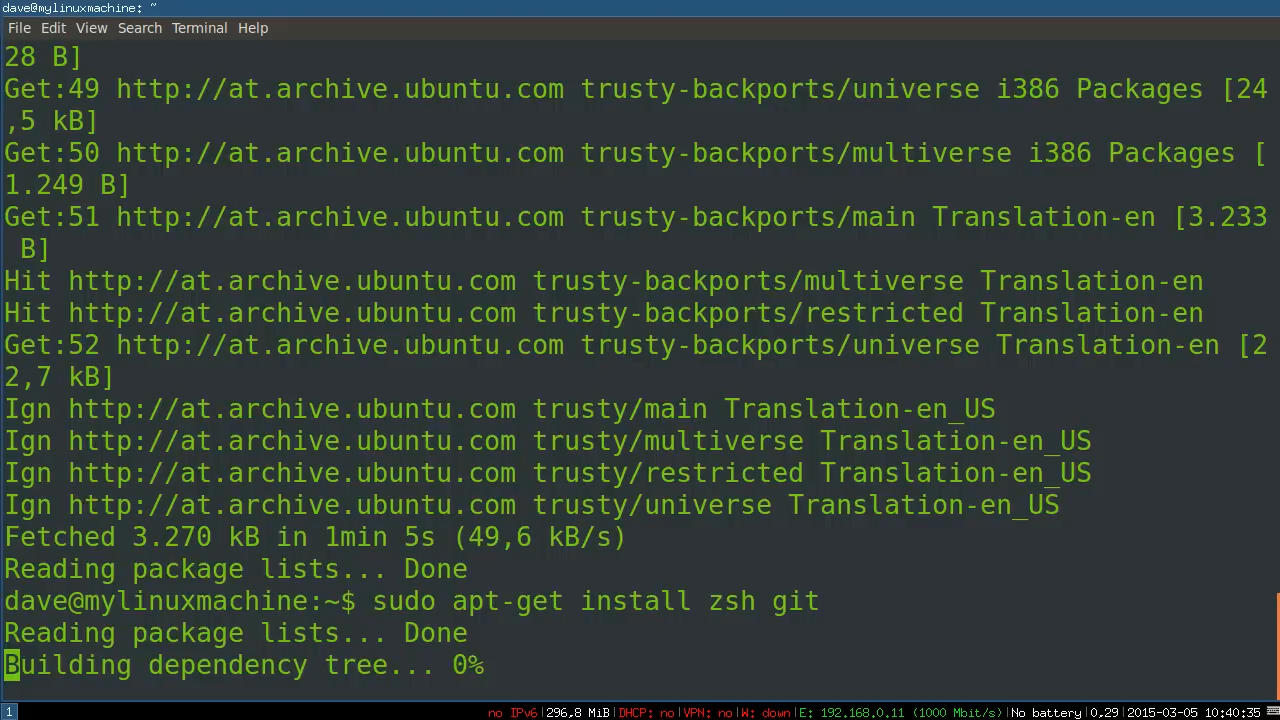 dave@mylinuxmachine: ~
File Edit View Search Terminal Help
28 B]
Get:49 http://at.archive.ubuntu.com trusty-backports/universe i386 Packages [24
,5 kB]
Get:50 http://at.archive.ubuntu.com trusty-backports/multiverse i386 Packages [
1.249 B]
Get:51 http://at.archive.ubuntu.com trusty-backports/main Translation-en [3.233
 B]
Hit http://at.archive.ubuntu.com trusty-backports/multiverse Translation-en
Hit http://at.archive.ubuntu.com trusty-backports/restricted Translation-en
Get:52 http://at.archive.ubuntu.com trusty-backports/universe Translation-en [2
2,7 kB]
Ign http://at.archive.ubuntu.com trusty/main Translation-en_US
Ign http://at.archive.ubuntu.com trusty/multiverse Translation-en_US
Ign http://at.archive.ubuntu.com trusty/restricted Translation-en_US
Ign http://at.archive.ubuntu.com trusty/universe Translation-en_US
Fetched 3.270 kB in 1min 5s (49,6 kB/s)
Reading package lists... Done
dave@mylinuxmachine:~$ sudo apt-get install zsh git
Reading package lists... Done
Building dependency tree... 0%
1 no IPv6|296,8 MiB|DHCP: no|VPN: no|W: down|E: 192.168.0.11 (1000 Mbit/s)|No battery|0.29|2015-03-05 10:40:35